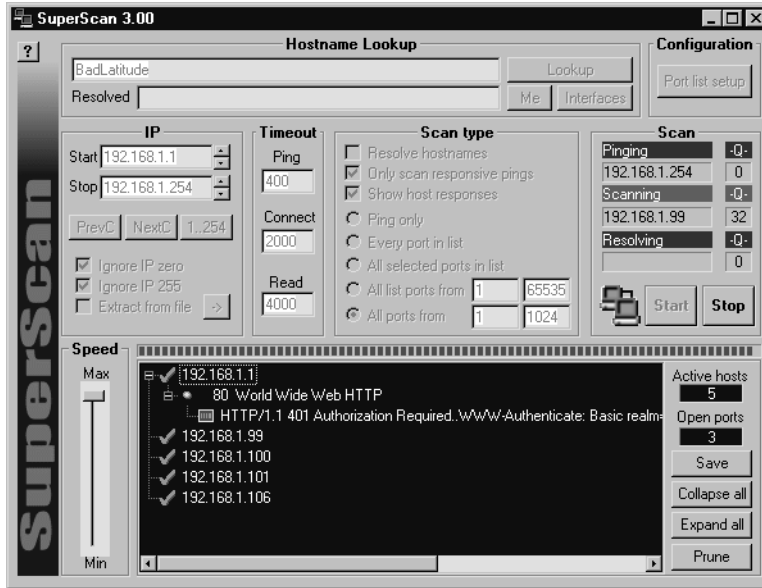 SuperScan 3.00
?
SuperScan
Hostname Lookup
BadLatitude
Lookup
Resolved
Me
Interfaces
Configuration
Port list setup
IP
Start 192.168.1.1
Stop 192.168.1.254
PrevC
NextC
1..254
Ignore IP zero
Ignore IP 255
Extract from file
->
Timeout
Ping
400
Connect
2000
Read
4000
Scan type
Resolve hostnames
Only scan responsive pings
Show host responses
Ping only
Every port in list
All selected ports in list
All list ports from 1 65535
All ports from 1 1024
Scan
Pinging -Q-
192.168.1.254 0
Scanning -Q-
192.168.1.99 32
Resolving -Q-
0
Start
Stop
Speed
Max
Min
192.168.1.1
80 World Wide Web HTTP
HTTP/1.1 401 Authorization Required..WWW-Authenticate: Basic realm=
192.168.1.99
192.168.1.100
192.168.1.101
192.168.1.106
Active hosts
5
Open ports
3
Save
Collapse all
Expand all
Prune